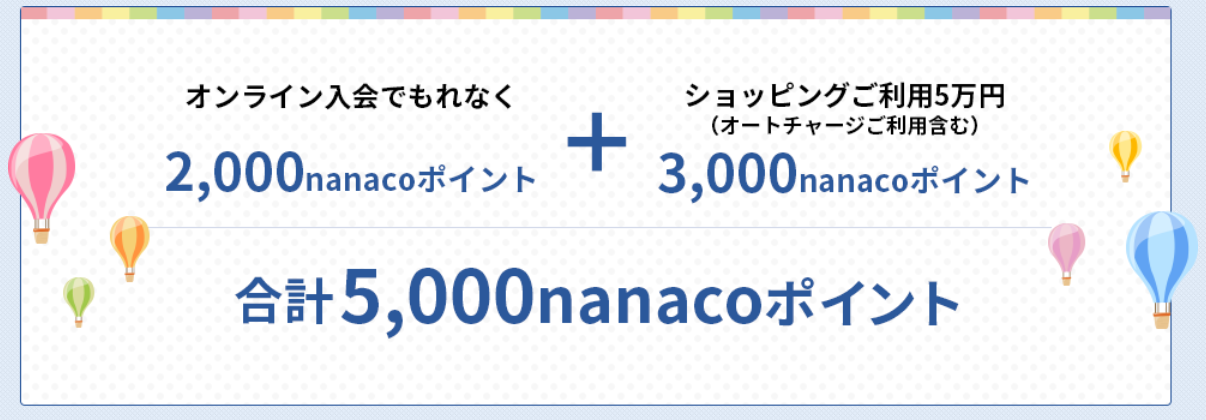 オンライン入会でもれなく
2,000nanacoポイント
+
ショッピングご利用5万円
(オートチャージご利用含む)
3,000nanacoポイント
合計5,000nanacoポイント